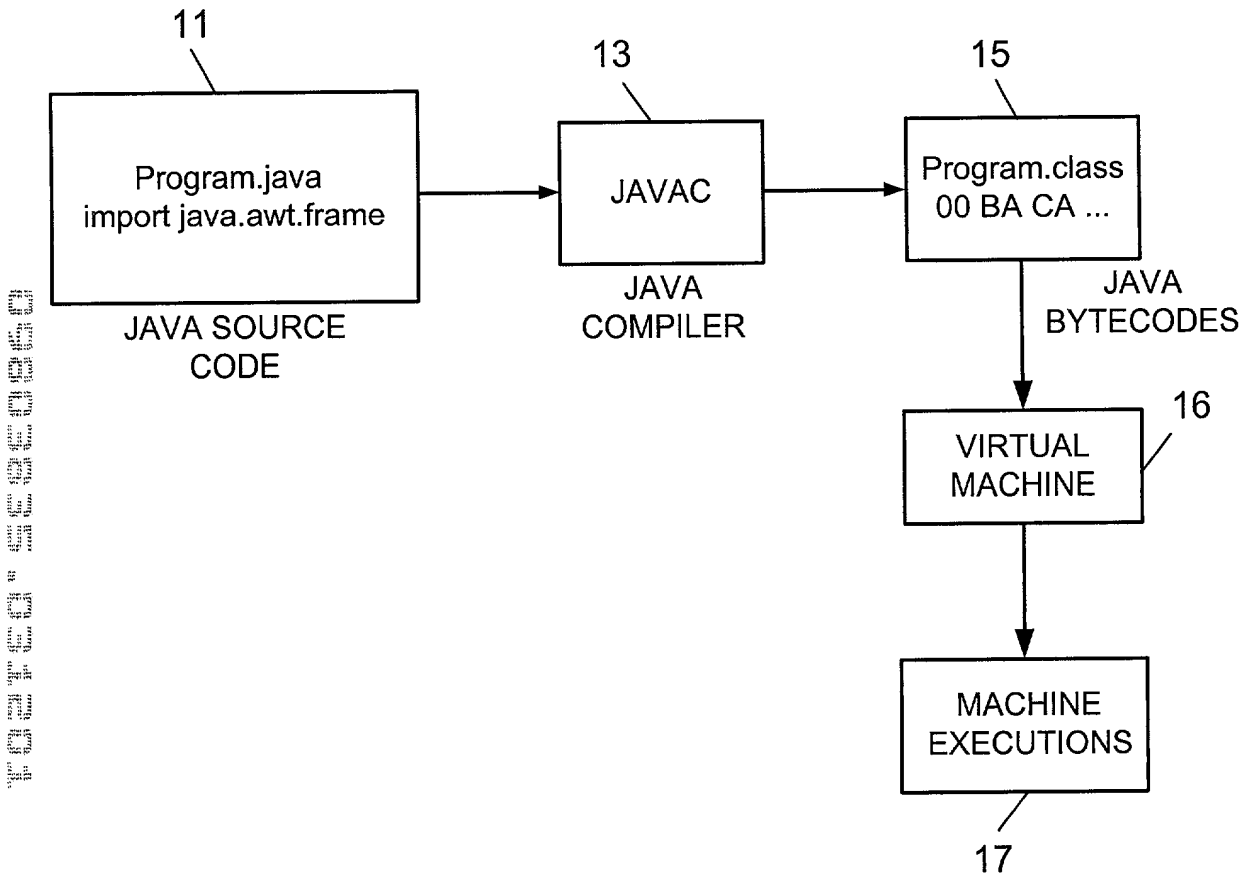 11
13
15
Program.java
import java.awt.frame
JAVAC
Program.class
00 BA CA ...
JAVA SOURCE
CODE
JAVA
COMPILER
JAVA
BYTECODES
16
VIRTUAL
MACHINE
MACHINE
EXECUTIONS
17